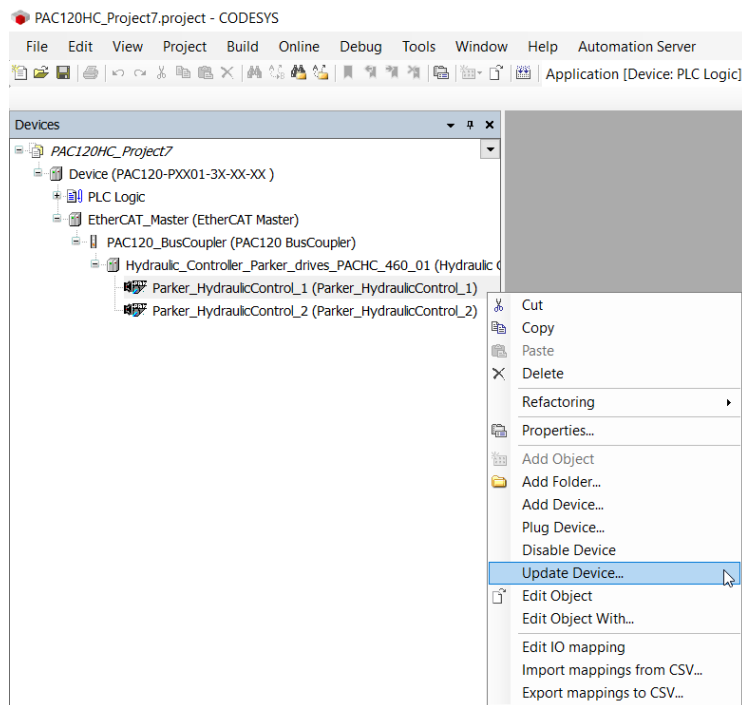 PAC120HC_Project7.project - CODESYS
File Edit View Project Build Online Debug Tools Window Help Automation Server
Application [Device: PLC Logic]
Devices
PAC120HC_Project7
Device (PAC120-PXX01-3X-XX-XX )
PLC Logic
EtherCAT_Master (EtherCAT Master)
PAC120_BusCoupler (PAC120 BusCoupler)
Hydraulic_Controller_Parker_drives_PACHC_460_01 (Hydraulic
Parker_HydraulicControl_1 (Parker_HydraulicControl_1)
Parker_HydraulicControl_2 (Parker_HydraulicControl_2)
Cut
Copy
Paste
Delete
Refactoring
Properties...
Add Object
Add Folder...
Add Device...
Plug Device...
Disable Device
Update Device...
Edit Object
Edit Object With...
Edit IO mapping
Import mappings from CSV...
Export mappings to CSV...